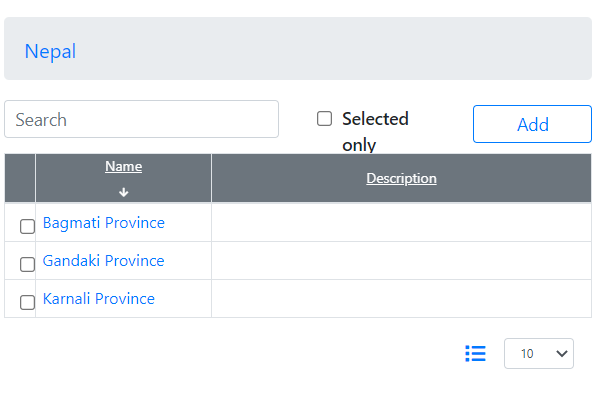 Nepal
Search
Selected
only
Add
Name
Description
Bagmati Province
Gandaki Province
Karnali Province
10